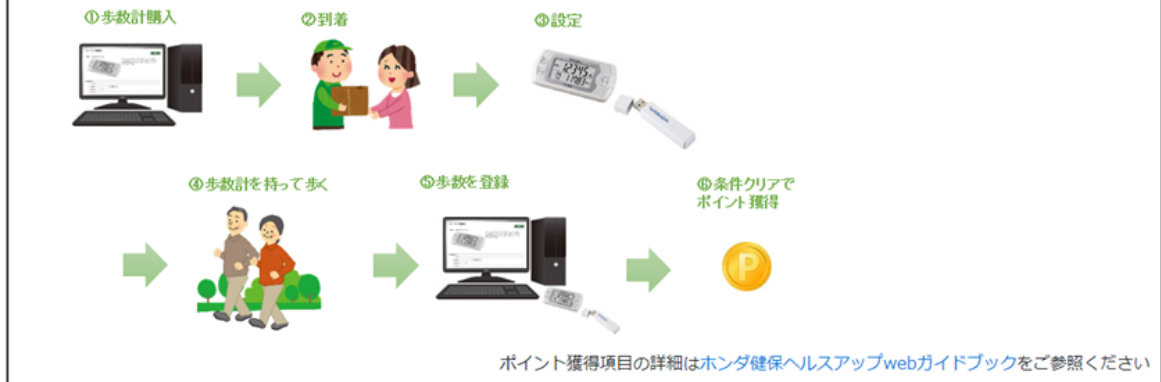 ①歩数計購入
②到着
③設定
④歩数計を持って歩く
⑤歩数を登録
⑥条件クリアで
ポイント獲得
P
ポイント獲得項目の詳細はホンダ健保ヘルスアップwebガイドブックをご参照ください